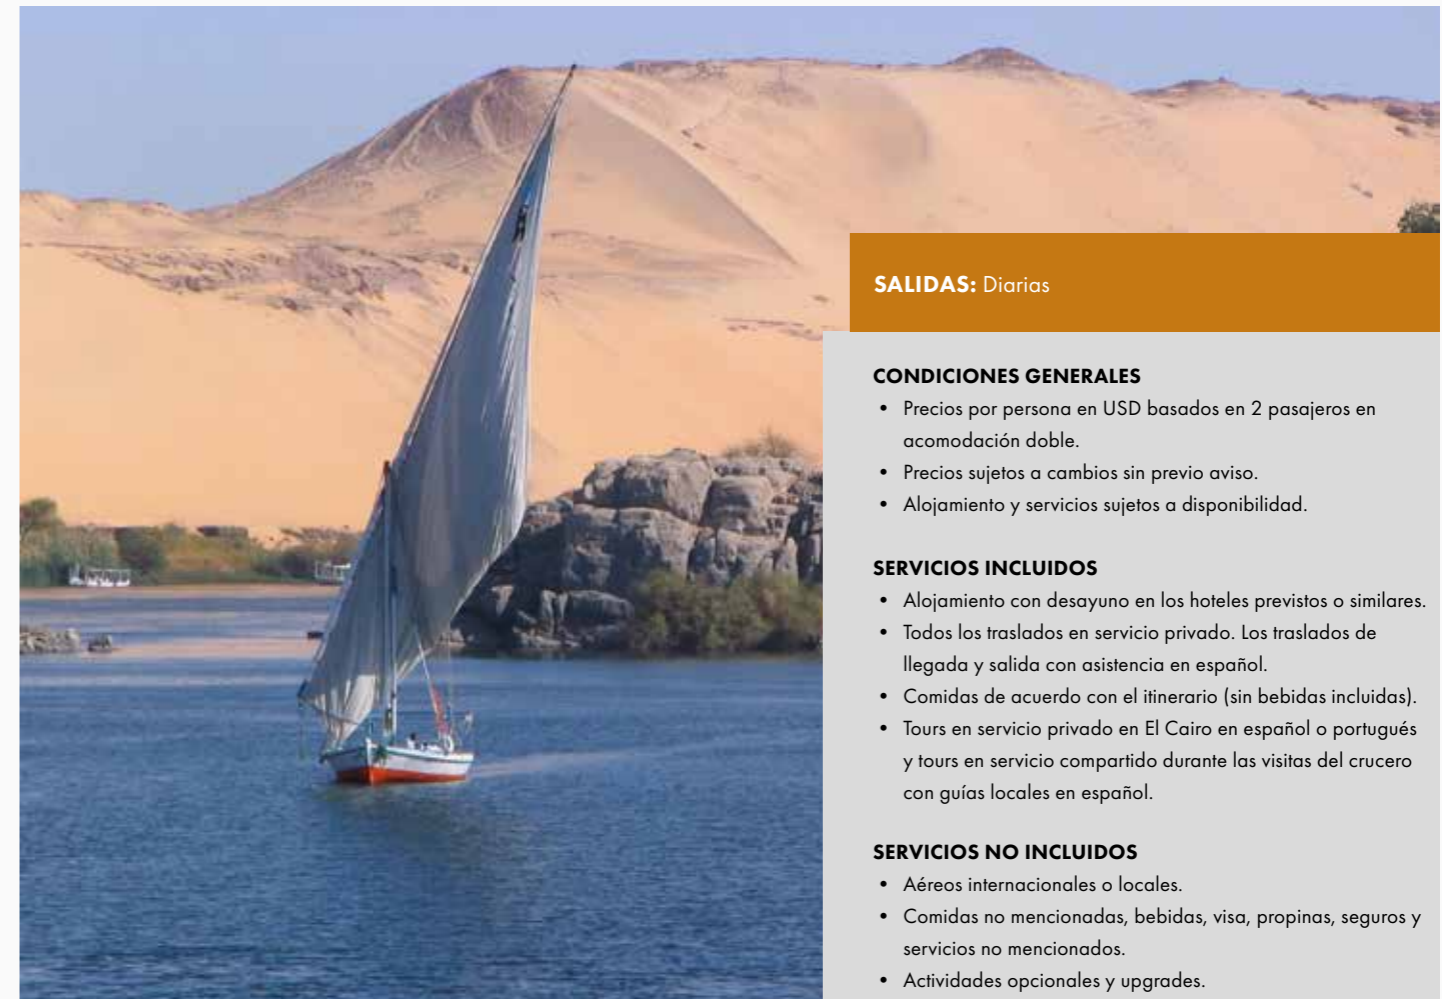 SALIDAS: Diarias
CONDICIONES GENERALES
• Precios por persona en USD basados en 2 pasajeros en
acomodación doble.
• Precios sujetos a cambios sin previo aviso.
• Alojamiento y servicios sujetos a disponibilidad.
SERVICIOS INCLUIDOS
• Alojamiento con desayuno en los hoteles previstos o similares.
• Todos los traslados en servicio privado. Los traslados de
llegada y salida con asistencia en español.
• Comidas de acuerdo con el itinerario (sin bebidas incluidas).
• Tours en servicio privado en El Cairo en español o portugués
y tours en servicio compartido durante las visitas del crucero
con guías locales en español.
SERVICIOS NO INCLUIDOS
• Aéreos internacionales o locales.
• Comidas no mencionadas, bebidas, visa, propinas, seguros y
servicios no mencionados.
• Actividades opcionales y upgrades.